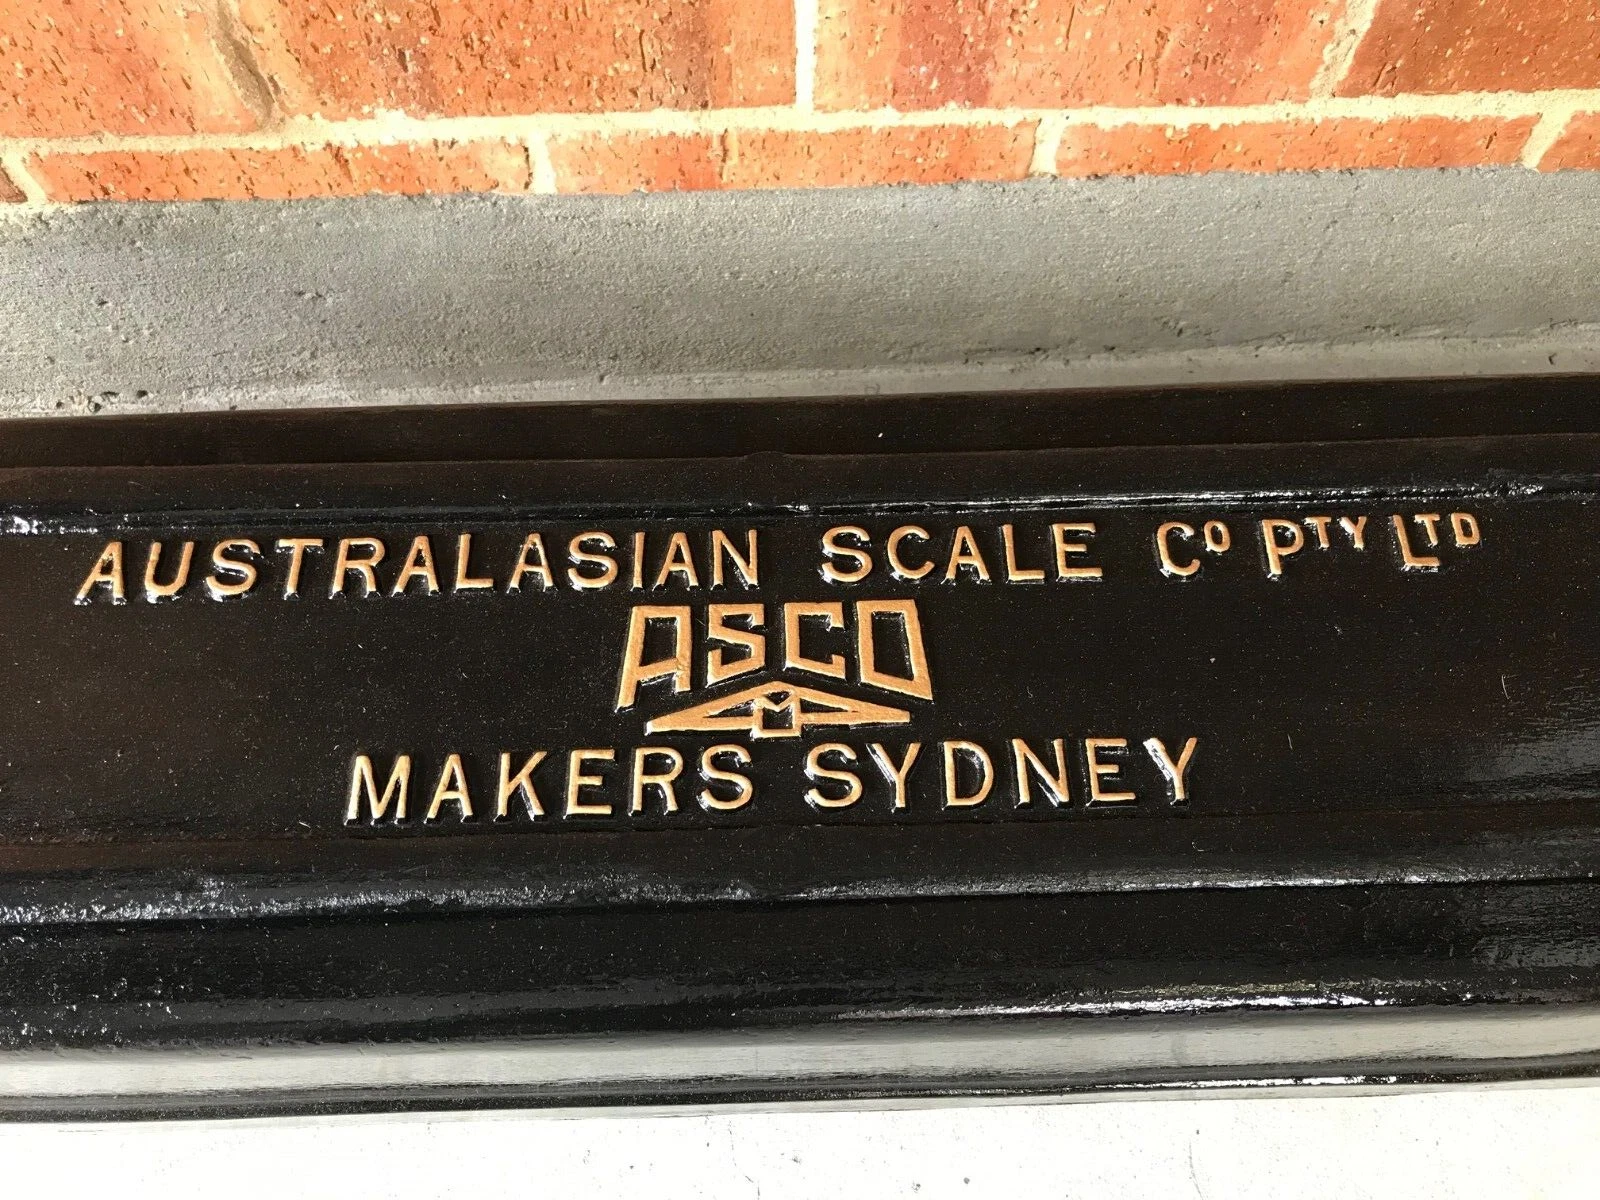 AUSTRALASIAN SCALE Co PTY LTD
ASCO
MAKERS SYDNEY